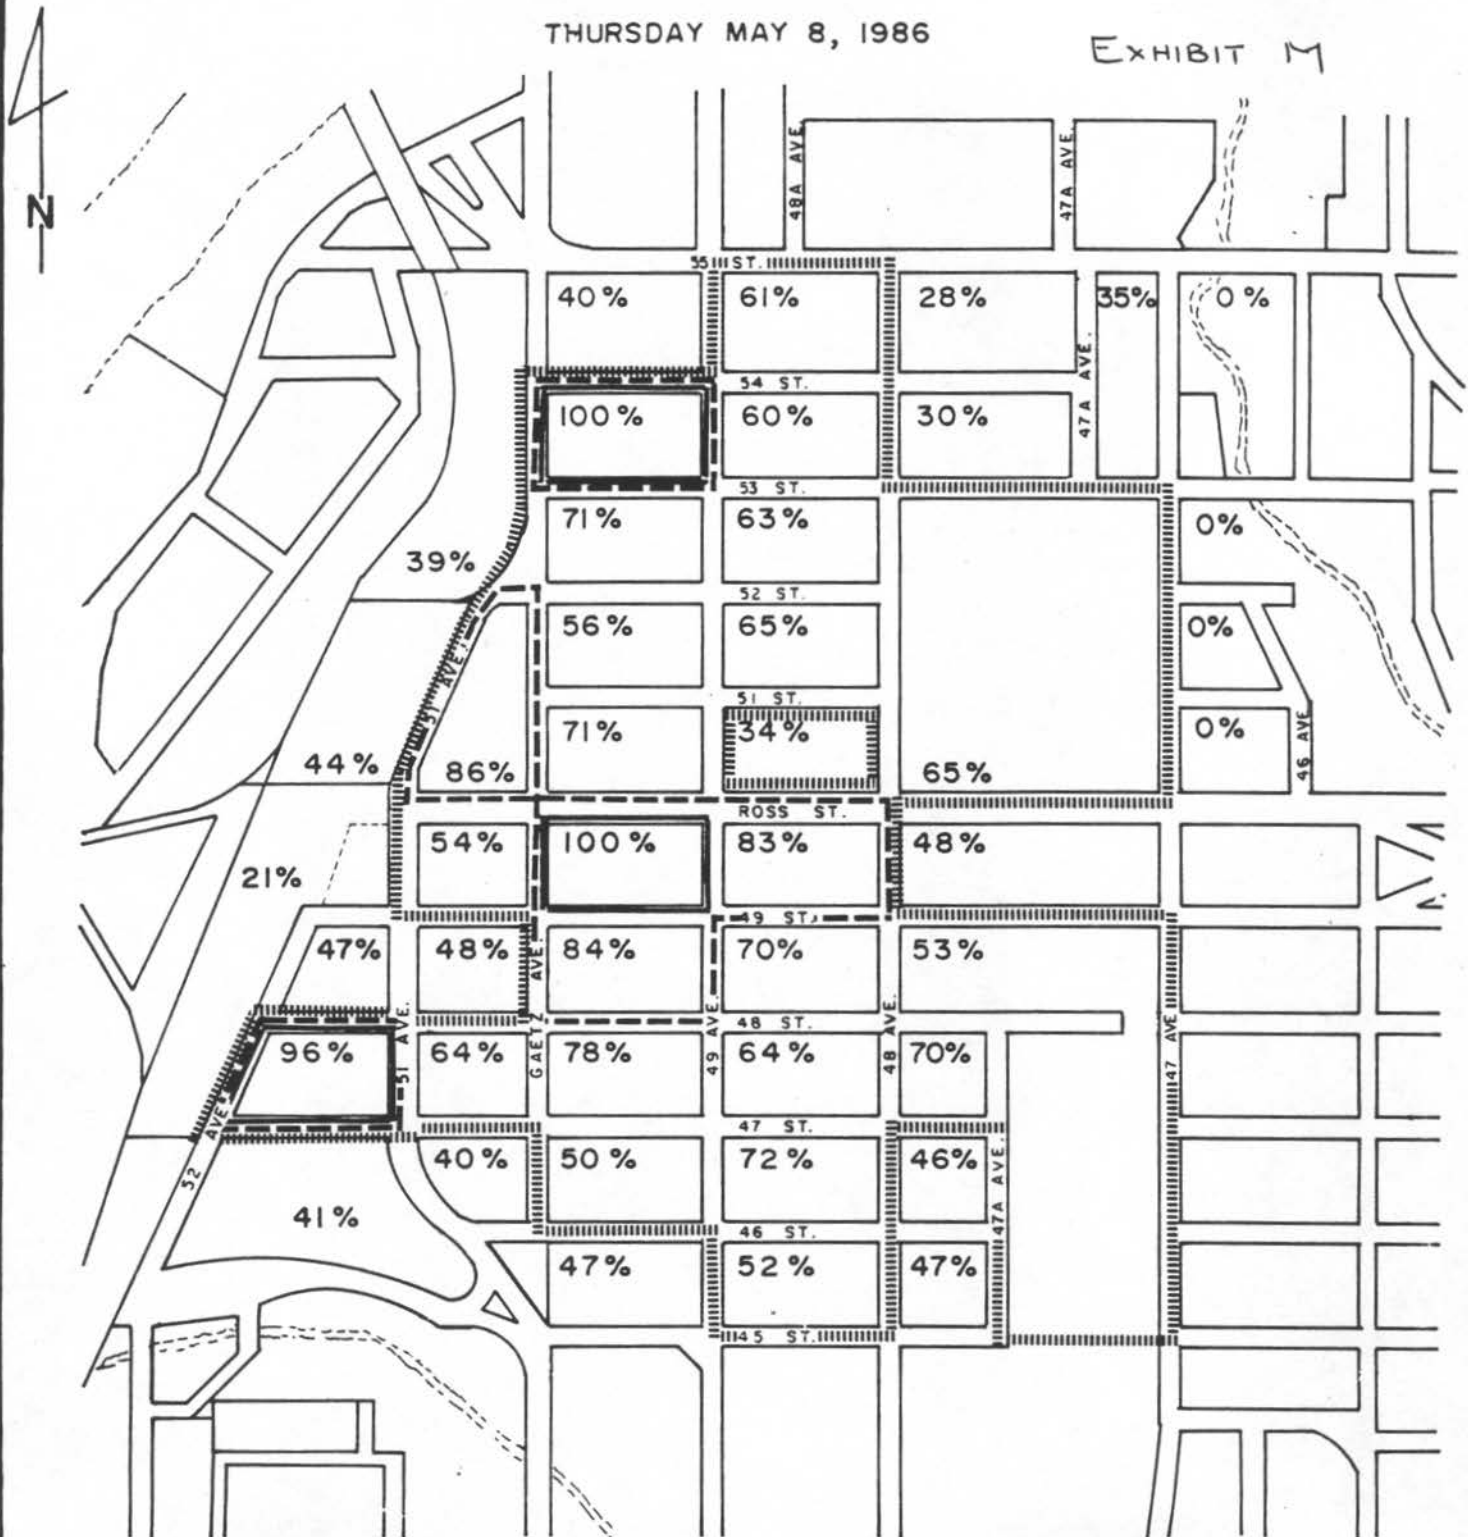 THURSDAY MAY 8, 1986
EXHIBIT M
N
48A AVE.
47A AVE.
55 ST.
40% 61% 28% 35% 0%
54 ST.
47A AVE.
100% 60% 30%
53 ST.
71% 63% 0%
39%
52 ST.
56% 65% 0%
51 AVE.
51 ST.
71% 34% 0%
46 AVE.
44% 86% 65%
ROSS ST.
54% 100% 83% 48%
21%
49 ST.
47% 48% 84% 70% 53%
51 AVE.
GAETZ AVE.
49 AVE.
48 ST.
48 AVE.
47 AVE.
96% 64% 78% 64% 70%
52 AVE.
47 ST.
40% 50% 72% 46%
47A AVE.
41%
46 ST.
47% 52% 47%
45 ST.